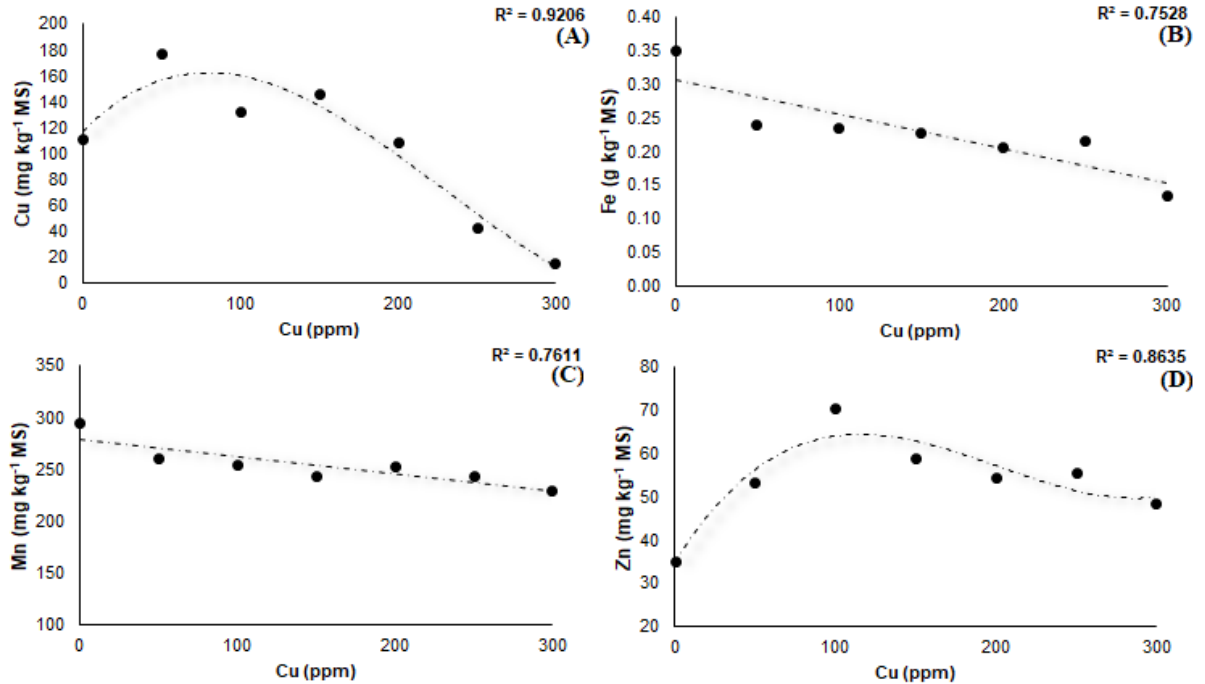 R² = 0.9206
(A)
Cu (mg kg⁻¹ MS)
200
180
160
140
120
100
80
60
40
20
0
0 100 200 300
Cu (ppm)
R² = 0.7528
(B)
Fe (g kg⁻¹ MS)
0.40
0.35
0.30
0.25
0.20
0.15
0.10
0.05
0.00
0 100 200 300
Cu (ppm)
R² = 0.7611
(C)
Mn (mg kg⁻¹ MS)
350
300
250
200
150
100
0 100 200 300
Cu (ppm)
R² = 0.8635
(D)
Zn (mg kg⁻¹ MS)
80
70
60
50
40
30
20
0 100 200 300
Cu (ppm)